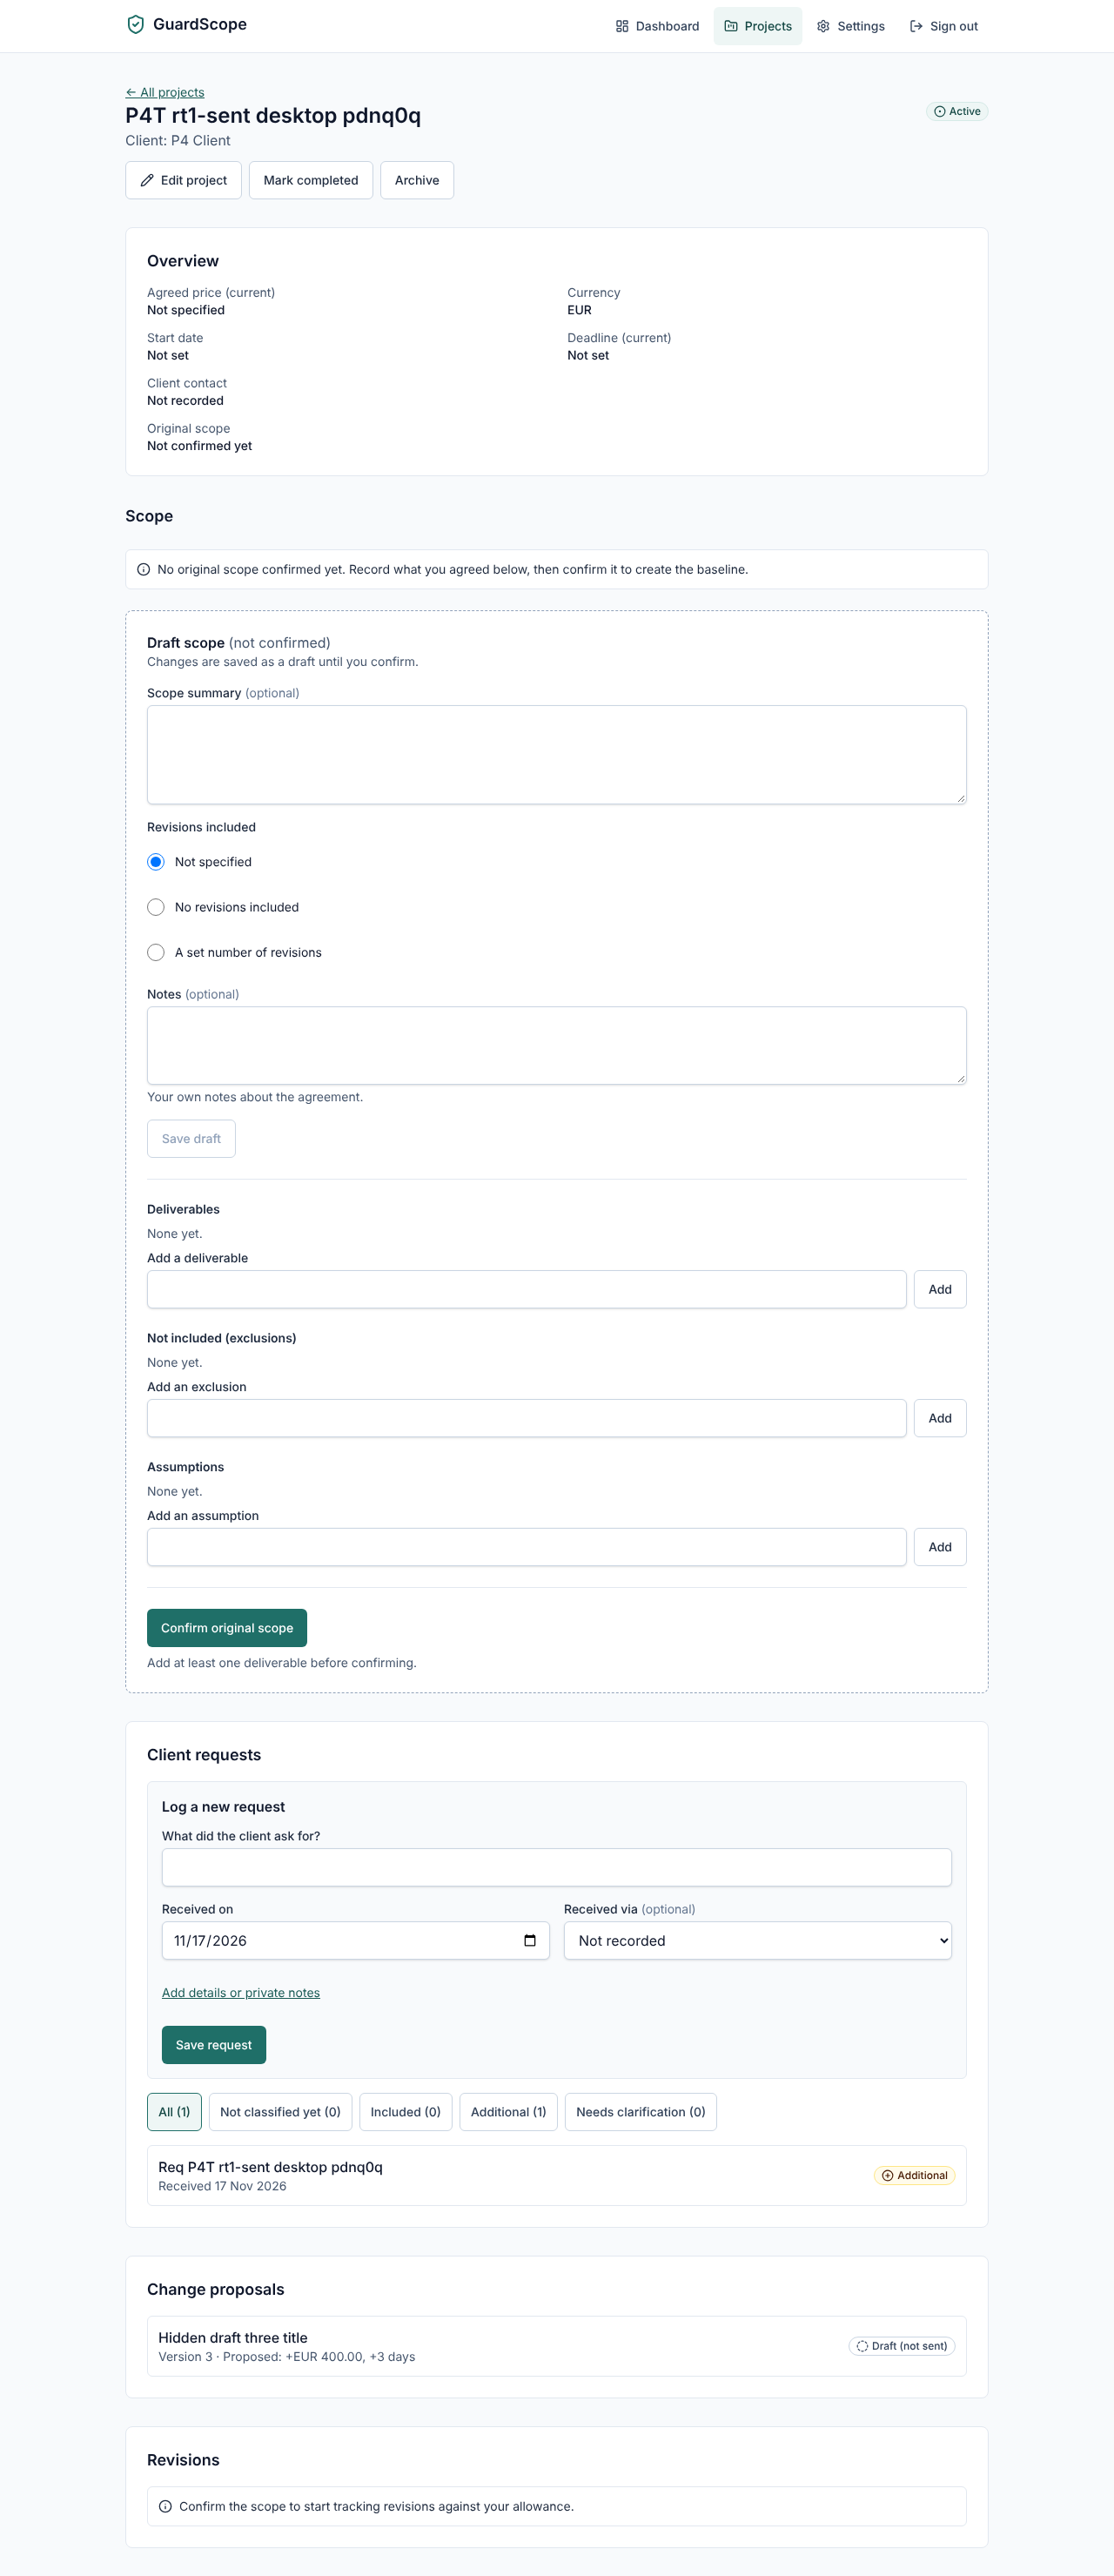 GuardScope
Dashboard
Projects
Settings
Sign out
← All projects
P4T rt1-sent desktop pdnq0q
Active
Client: P4 Client
Edit project
Mark completed
Archive
Overview
Agreed price (current)
Not specified
Currency
EUR
Start date
Not set
Deadline (current)
Not set
Client contact
Not recorded
Original scope
Not confirmed yet
Scope
No original scope confirmed yet. Record what you agreed below, then confirm it to create the baseline.
Draft scope (not confirmed)
Changes are saved as a draft until you confirm.
Scope summary (optional)
Revisions included
Not specified
No revisions included
A set number of revisions
Notes (optional)
Your own notes about the agreement.
Save draft
Deliverables
None yet.
Add a deliverable
Add
Not included (exclusions)
None yet.
Add an exclusion
Add
Assumptions
None yet.
Add an assumption
Add
Confirm original scope
Add at least one deliverable before confirming.
Client requests
Log a new request
What did the client ask for?
Received on
Received via (optional)
11/17/2026
Not recorded
Add details or private notes
Save request
All (1)
Not classified yet (0)
Included (0)
Additional (1)
Needs clarification (0)
Req P4T rt1-sent desktop pdnq0q
Received 17 Nov 2026
Additional
Change proposals
Hidden draft three title
Version 3 · Proposed: +EUR 400.00, +3 days
Draft (not sent)
Revisions
Confirm the scope to start tracking revisions against your allowance.